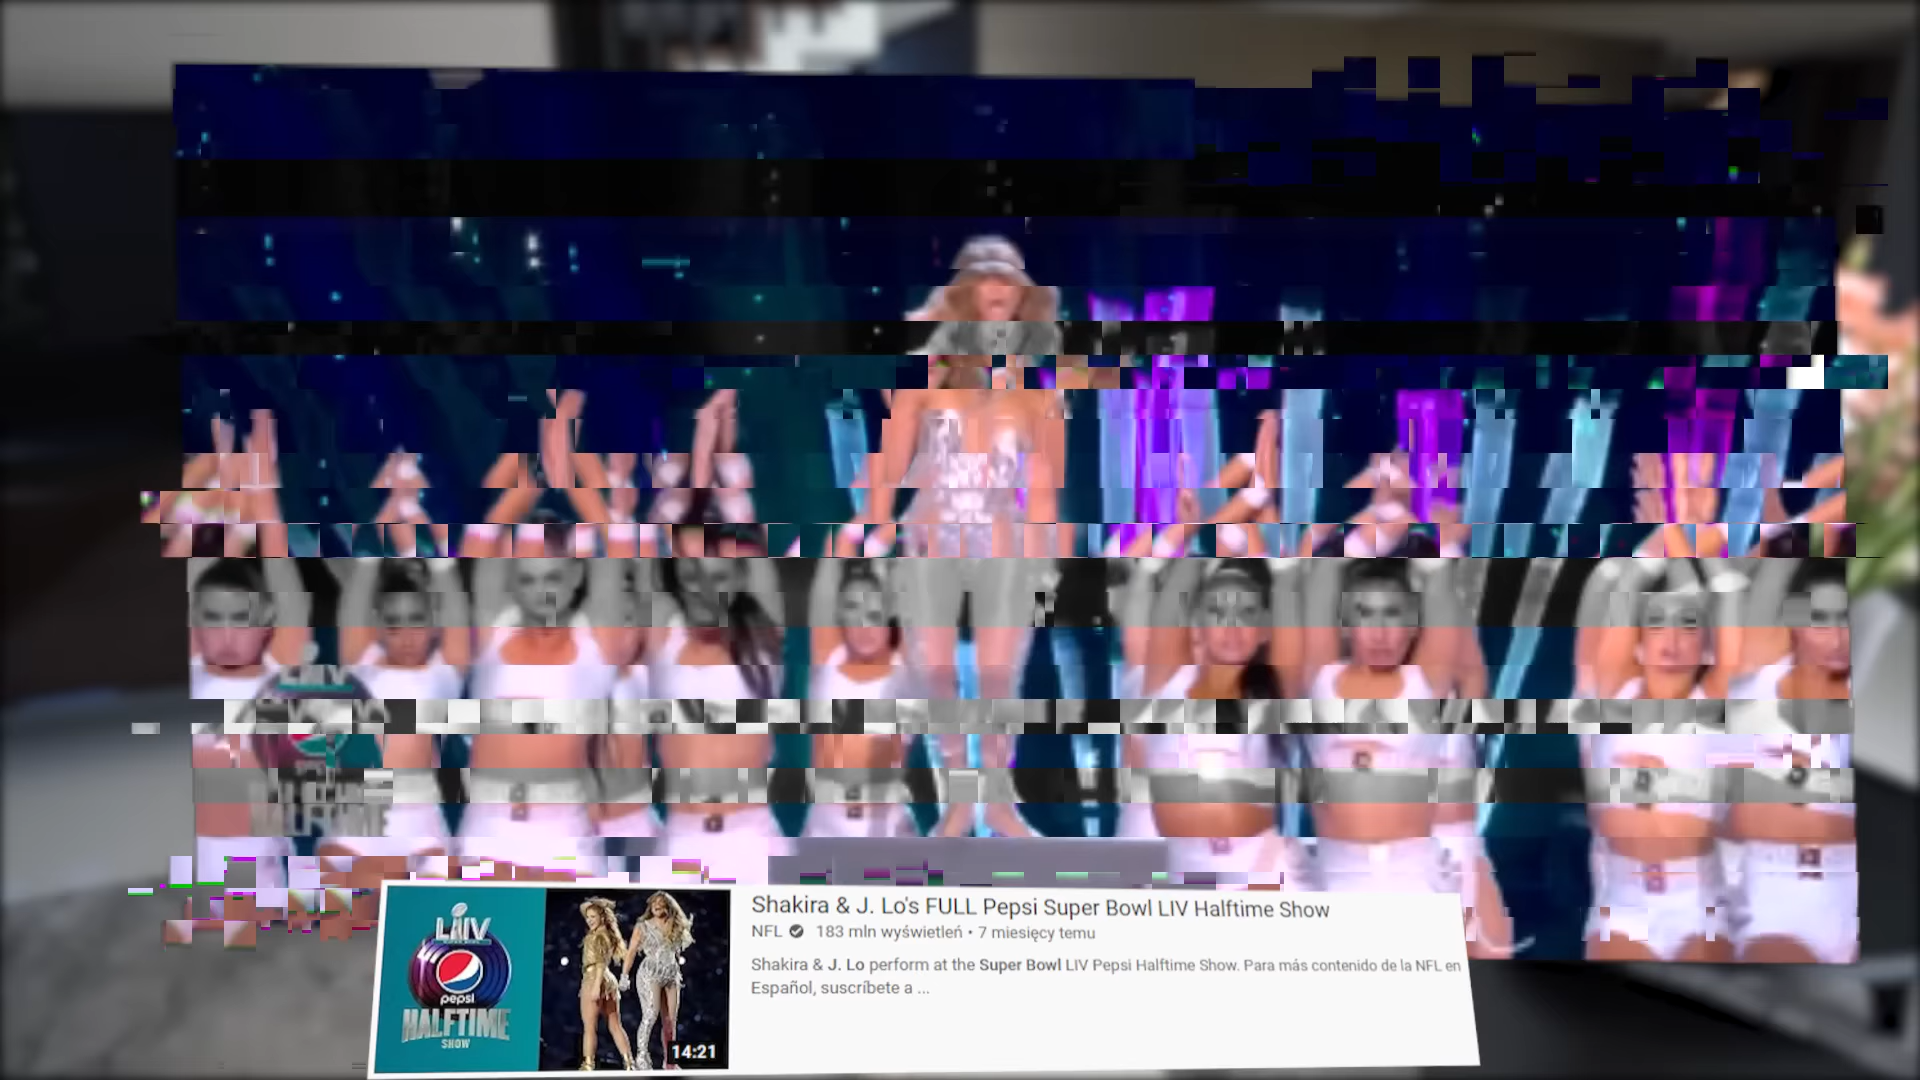 LIV
HALFTIME
Shakira & J. Lo's FULL Pepsi Super Bowl LIV Halftime Show
NFL 183 mln wyświetleń • 7 miesięcy temu
Shakira & J. Lo perform at the Super Bowl LIV Pepsi Halftime Show. Para más contenido de la NFL en
Español, suscríbete a ...
LIV
pepsi
HALFTIME
SHOW
14:21